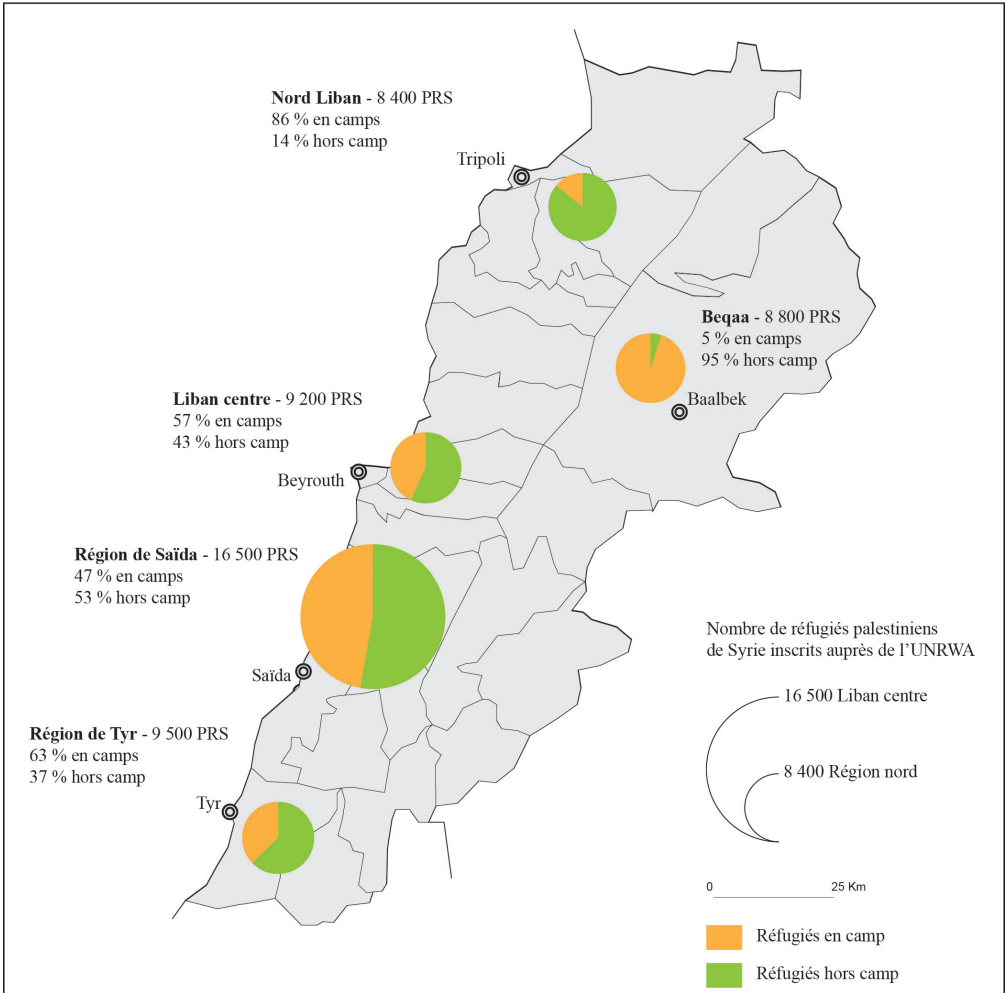 Nord Liban - 8 400 PRS
86 % en camps
14 % hors camp
Tripoli
Beqaa - 8 800 PRS
5 % en camps
95 % hors camp
Baalbek
Liban centre - 9 200 PRS
57 % en camps
43 % hors camp
Beyrouth
Région de Saïda - 16 500 PRS
47 % en camps
53 % hors camp
Saïda
Région de Tyr - 9 500 PRS
63 % en camps
37 % hors camp
Tyr
Nombre de réfugiés palestiniens
de Syrie inscrits auprès de l’UNRWA
16 500 Liban centre
8 400 Région nord
0 25 Km
Réfugiés en camp
Réfugiés hors camp